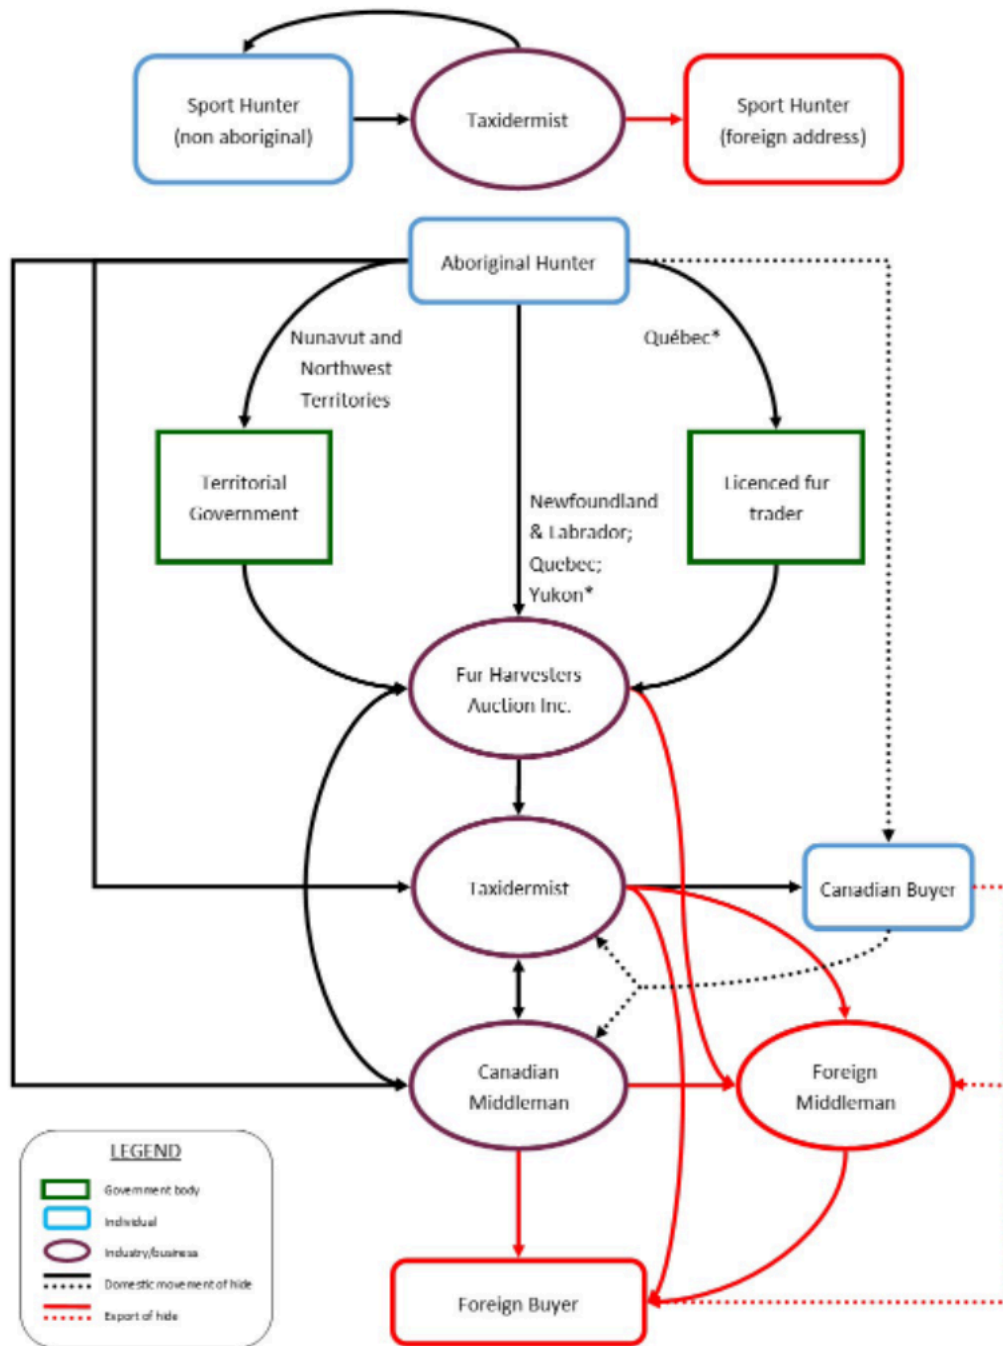 Sport Hunter
(non aboriginal)
Taxidermist
Sport Hunter
(foreign address)
Aboriginal Hunter
Nunavut and
Northwest
Territories
Québec*
Territorial
Government
Licenced fur
trader
Newfoundland
& Labrador;
Quebec;
Yukon*
Fur Harvesters
Auction Inc.
Taxidermist
Canadian Buyer
Canadian
Middleman
Foreign
Middleman
Foreign Buyer
LEGEND
Government body
Individual
Industry/business
Domestic movement of hide
Export of hide